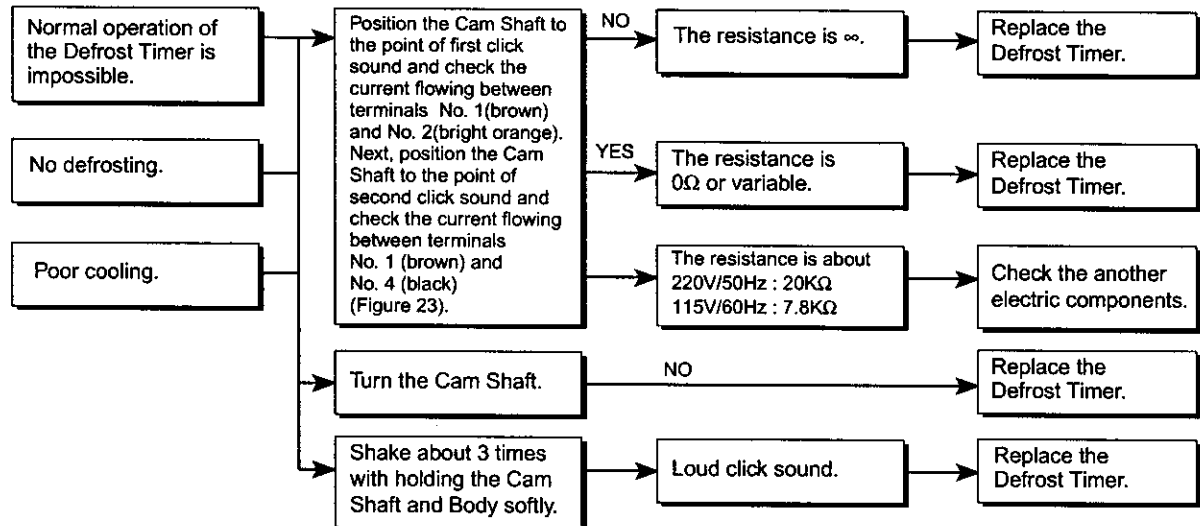 Normal operation of
the Defrost Timer is
impossible.
No defrosting.
Poor cooling.
Position the Cam Shaft to
the point of first click
sound and check the
current flowing between
terminals No. 1(brown)
and No. 2(bright orange).
Next, position the Cam
Shaft to the point of
second click sound and
check the current flowing
between terminals
No. 1 (brown) and
No. 4 (black)
(Figure 23).
NO
The resistance is ∞.
Replace the
Defrost Timer.
YES
The resistance is
0Ω or variable.
Replace the
Defrost Timer.
The resistance is about
220V/50Hz : 20KΩ
115V/60Hz : 7.8KΩ
Check the another
electric components.
Turn the Cam Shaft.
NO
Replace the
Defrost Timer.
Shake about 3 times
with holding the Cam
Shaft and Body softly.
Loud click sound.
Replace the
Defrost Timer.